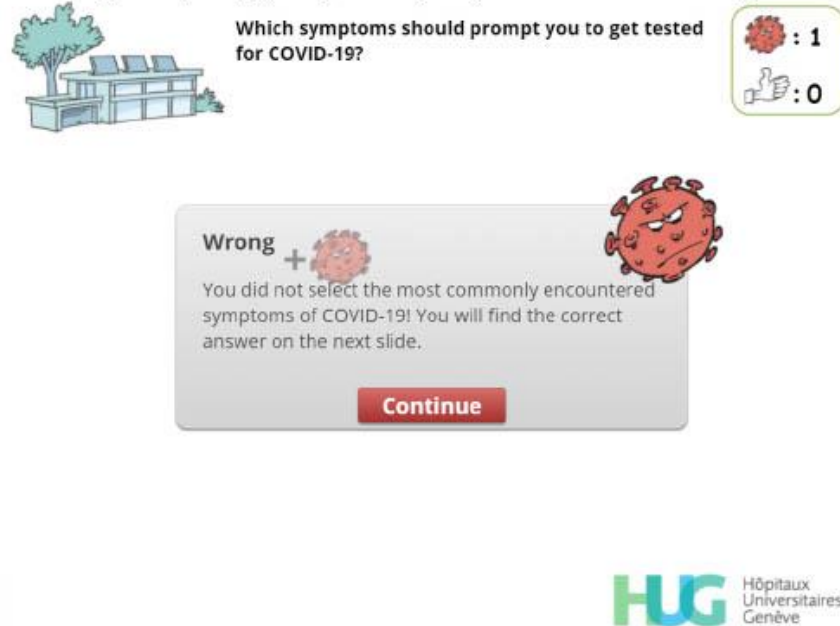 Which symptoms should prompt you to get tested
for COVID-19?
: 1
: 0
Wrong +
You did not select the most commonly encountered
symptoms of COVID-19! You will find the correct
answer on the next slide.
Continue
HUG
Hôpitaux
Universitaires
Genève